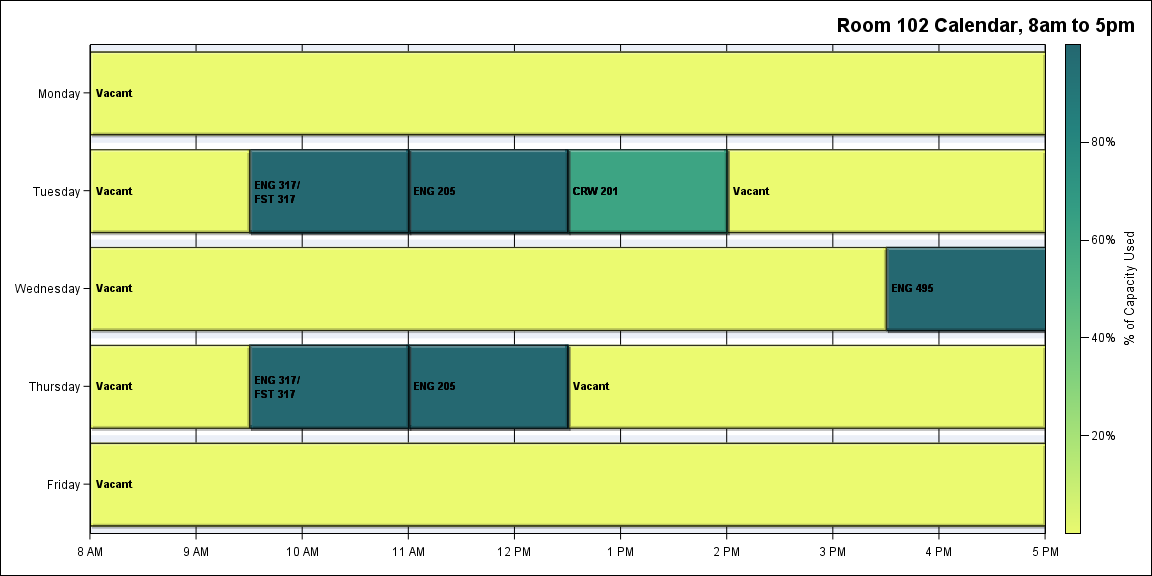 Room 102 Calendar, 8am to 5pm
Monday
Vacant
Tuesday
Vacant
ENG 317/
FST 317
ENG 205
CRW 201
Vacant
Wednesday
Vacant
ENG 495
Thursday
Vacant
ENG 317/
FST 317
ENG 205
Vacant
Friday
Vacant
8 AM
9 AM
10 AM
11 AM
12 PM
1 PM
2 PM
3 PM
4 PM
5 PM
80%
60%
40%
20%
% of Capacity Used